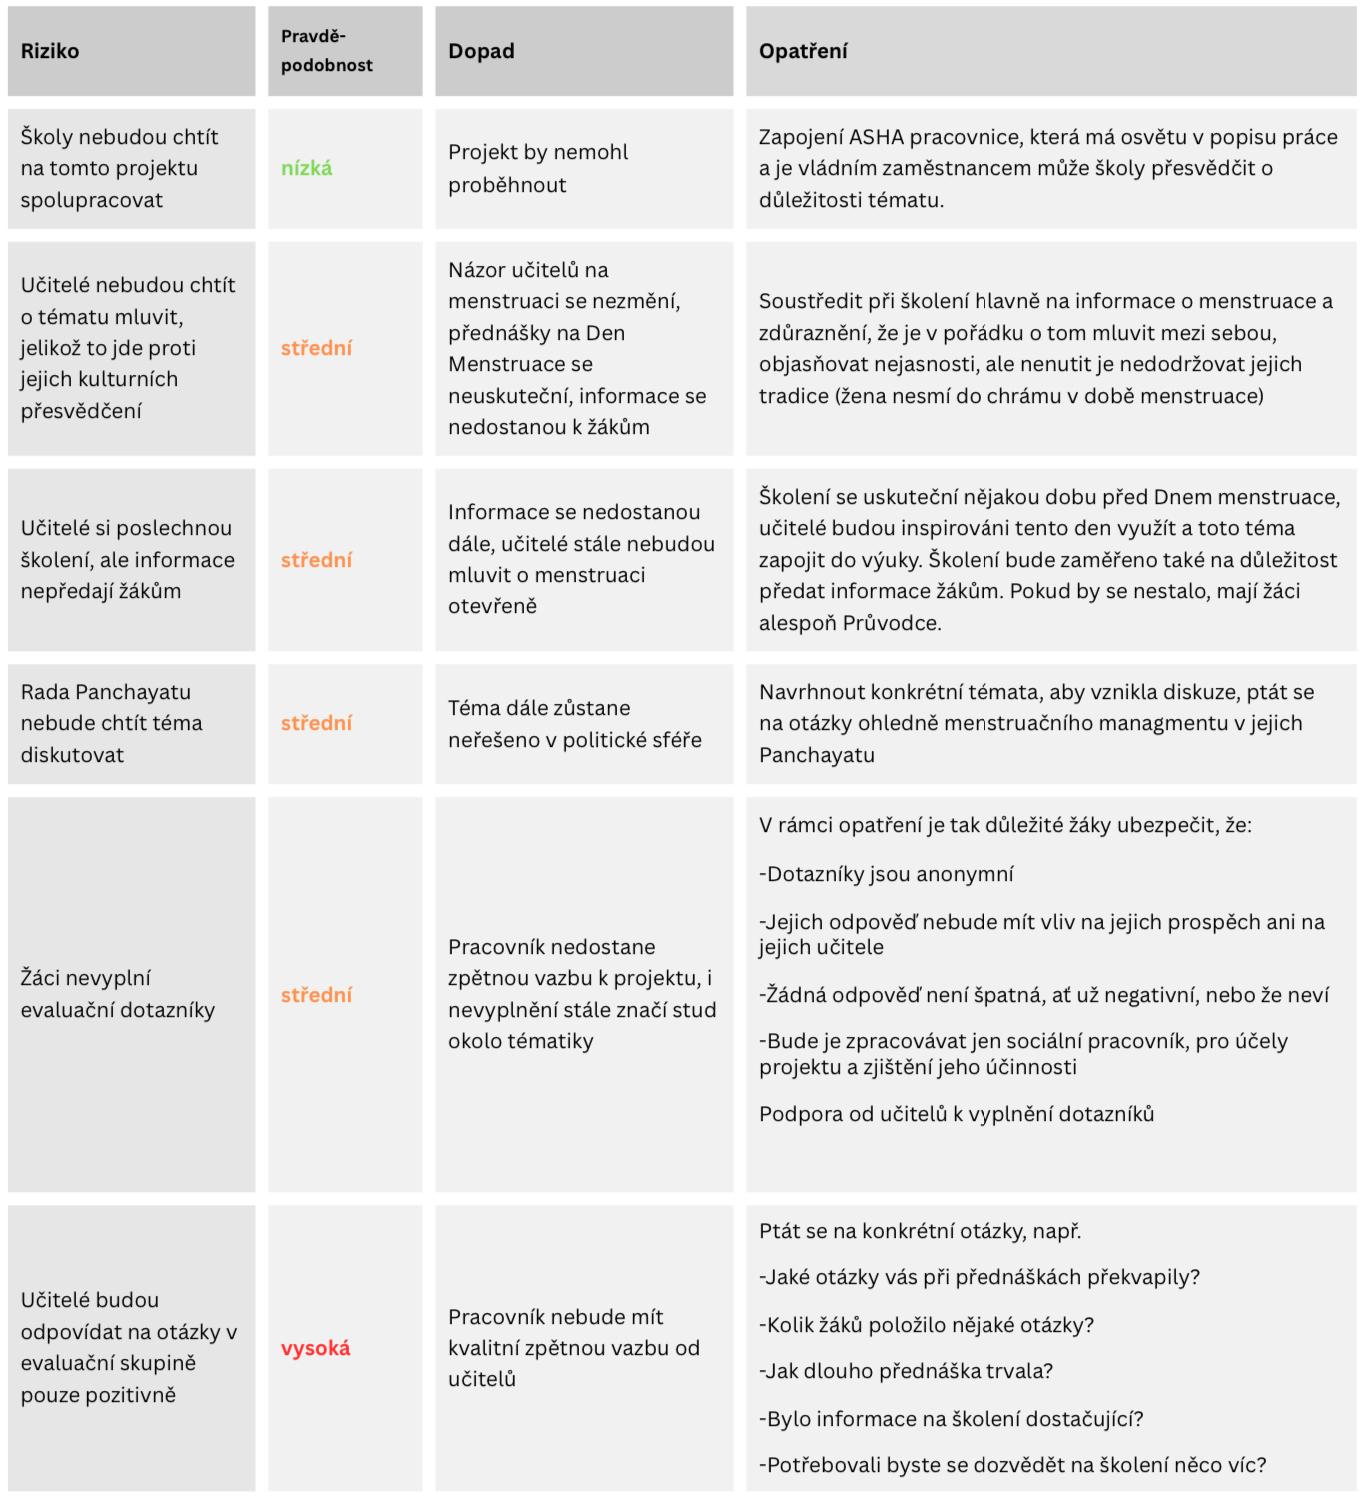 Riziko
Pravdě-
podobnost
Dopad
Opatření
Školy nebudou chtít
na tomto projektu
spolupracovat
nízká
Projekt by nemohl
proběhnout
Zapojení ASHA pracovnice, která má osvětu v popisu práce
a je vládním zaměstnancem může školy přesvědčit o
důležitosti tématu.
Učitelé nebudou chtít
o tématu mluvit,
jelikož to jde proti
jejich kulturních
přesvědčení
střední
Názor učitelů na
menstruaci se nezmění,
přednášky na Den
Menstruace se
neuskuteční, informace se
nedostanou k žákům
Soustředit při školení hlavně na informace o menstruace a
zdůraznění, že je v pořádku o tom mluvit mezi sebou,
objasňovat nejasnosti, ale nenutit je nedodržovat jejich
tradice (žena nesmí do chrámu v době menstruace)
Učitelé si poslechnou
školení, ale informace
nepředají žákům
střední
Informace se nedostanou
dále, učitelé stále nebudou
mluvit o menstruaci
otevřeně
Školení se uskuteční nějakou dobu před Dnem menstruace,
učitelé budou inspirováni tento den využít a toto téma
zapojit do výuky. Školení bude zaměřeno také na důležitost
předat informace žákům. Pokud by se nestalo, mají žáci
alespoň Průvodce.
Rada Panchayatu
nebude chtít téma
diskutovat
střední
Téma dále zůstane
neřešeno v politické sféře
Navrhnout konkrétní témata, aby vznikla diskuze, ptát se
na otázky ohledně menstruačního managmentu v jejich
Panchayatu
Žáci nevyplní
evaluační dotazníky
střední
Pracovník nedostane
zpětnou vazbu k projektu, i
nevyplnění stále značí stud
okolo tématiky
V rámci opatření je tak důležité žáky ubezpečit, že:
-Dotazníky jsou anonymní
-Jejich odpověď nebude mít vliv na jejich prospěch ani na
jejich učitele
-Žádná odpověď není špatná, ať už negativní, nebo že neví
-Bude je zpracovávat jen sociální pracovník, pro účely
projektu a zjištění jeho účinnosti
Podpora od učitelů k vyplnění dotazníků
Učitelé budou
odpovídat na otázky v
evaluační skupině
pouze pozitivně
vysoká
Pracovník nebude mít
kvalitní zpětnou vazbu od
učitelů
Ptát se na konkrétní otázky, např.
-Jaké otázky vás při přednáškách překvapily?
-Kolik žáků položilo nějaké otázky?
-Jak dlouho přednáška trvala?
-Bylo informace na školení dostačující?
-Potřebovali byste se dozvědět na školení něco víc?